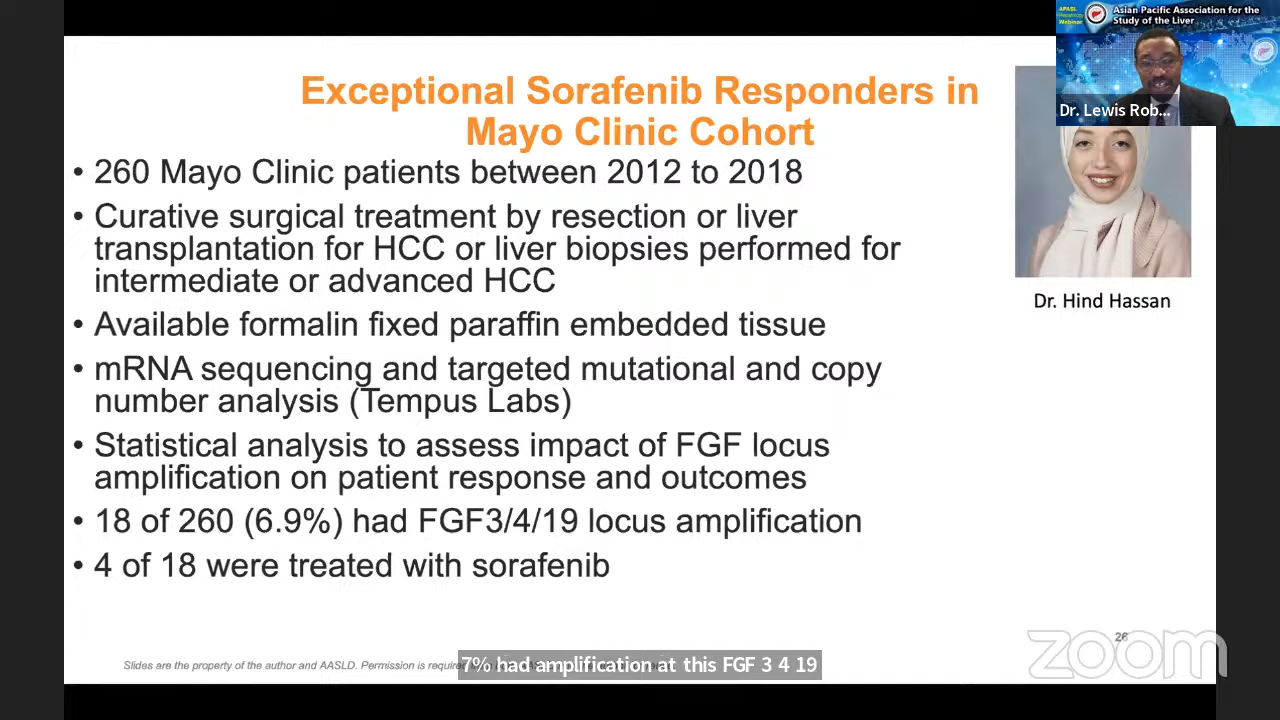 APASL
Hepatology
Webinar
Asian Pacific Association for the
Study of the Liver
Dr. Lewis Rob...
Exceptional Sorafenib Responders in
Mayo Clinic Cohort
• 260 Mayo Clinic patients between 2012 to 2018
• Curative surgical treatment by resection or liver
transplantation for HCC or liver biopsies performed for
intermediate or advanced HCC
• Available formalin fixed paraffin embedded tissue
• mRNA sequencing and targeted mutational and copy
number analysis (Tempus Labs)
• Statistical analysis to assess impact of FGF locus
amplification on patient response and outcomes
• 18 of 260 (6.9%) had FGF3/4/19 locus amplification
• 4 of 18 were treated with sorafenib
Dr. Hind Hassan
26
zoom
Slides are the property of the author and AASLD. Permission is require
7% had amplification at this FGF 3 4 19